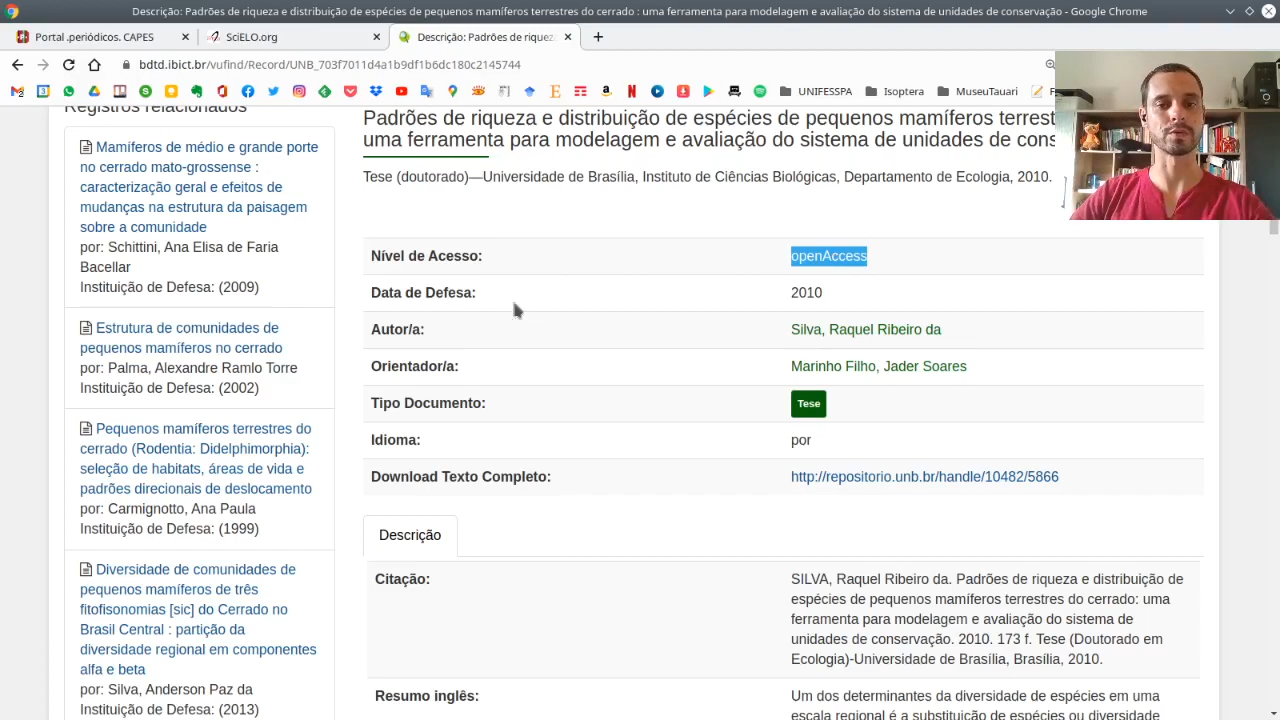 Descrição: Padrões de riqueza e distribuição de espécies de pequenos mamíferos terrestres do cerrado : uma ferramenta para modelagem e avaliação do sistema de unidades de conservação - Google Chrome
Portal .periódicos. CAPES
SciELO.org
Descrição: Padrões de riquez
bdtd.ibict.br/vufind/Record/UNB_703f7011d4a1b9df1b6dc180c2145744
UNIFESSPA
Isoptera
MuseuTauari
Registros relacionados
Mamíferos de médio e grande porte
no cerrado mato-grossense :
caracterização geral e efeitos de
mudanças na estrutura da paisagem
sobre a comunidade
por: Schittini, Ana Elisa de Faria
Bacellar
Instituição de Defesa: (2009)
Estrutura de comunidades de
pequenos mamíferos no cerrado
por: Palma, Alexandre Ramlo Torre
Instituição de Defesa: (2002)
Pequenos mamíferos terrestres do
cerrado (Rodentia: Didelphimorphia):
seleção de habitats, áreas de vida e
padrões direcionais de deslocamento
por: Carmignotto, Ana Paula
Instituição de Defesa: (1999)
Diversidade de comunidades de
pequenos mamíferos de três
fitofisonomias [sic] do Cerrado no
Brasil Central : partição da
diversidade regional em componentes
alfa e beta
por: Silva, Anderson Paz da
Instituição de Defesa: (2013)
Padrões de riqueza e distribuição de espécies de pequenos mamíferos terrest
uma ferramenta para modelagem e avaliação do sistema de unidades de cons
Tese (doutorado)—Universidade de Brasília, Instituto de Ciências Biológicas, Departamento de Ecologia, 2010.
Nível de Acesso: openAccess
Data de Defesa: 2010
Autor/a: Silva, Raquel Ribeiro da
Orientador/a: Marinho Filho, Jader Soares
Tipo Documento: Tese
Idioma: por
Download Texto Completo: http://repositorio.unb.br/handle/10482/5866
Descrição
Citação: SILVA, Raquel Ribeiro da. Padrões de riqueza e distribuição de
espécies de pequenos mamíferos terrestres do cerrado: uma
ferramenta para modelagem e avaliação do sistema de
unidades de conservação. 2010. 173 f. Tese (Doutorado em
Ecologia)-Universidade de Brasília, Brasília, 2010.
Resumo inglês: Um dos determinantes da diversidade de espécies em uma
escala regional é a substituição de espécies ou diversidade